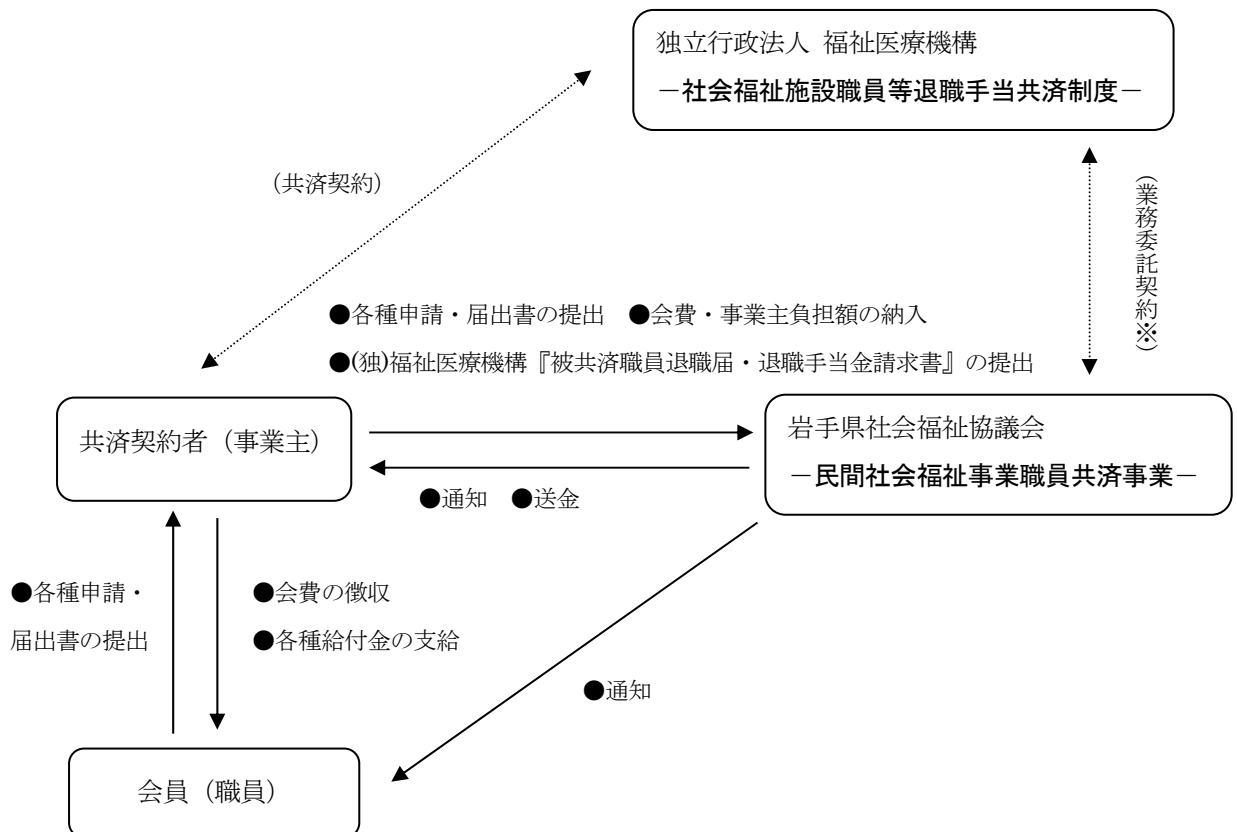 独立行政法人 福祉医療機構
－社会福祉施設職員等退職手当共済制度－
（共済契約）
（業務委託契約※）
●各種申請・届出書の提出　●会費・事業主負担額の納入
●(独)福祉医療機構『被共済職員退職届・退職手当金請求書』の提出
共済契約者（事業主）
岩手県社会福祉協議会
－民間社会福祉事業職員共済事業－
●通知　●送金
●各種申請・
届出書の提出
●会費の徴収
●各種給付金の支給
●通知
会員（職員）